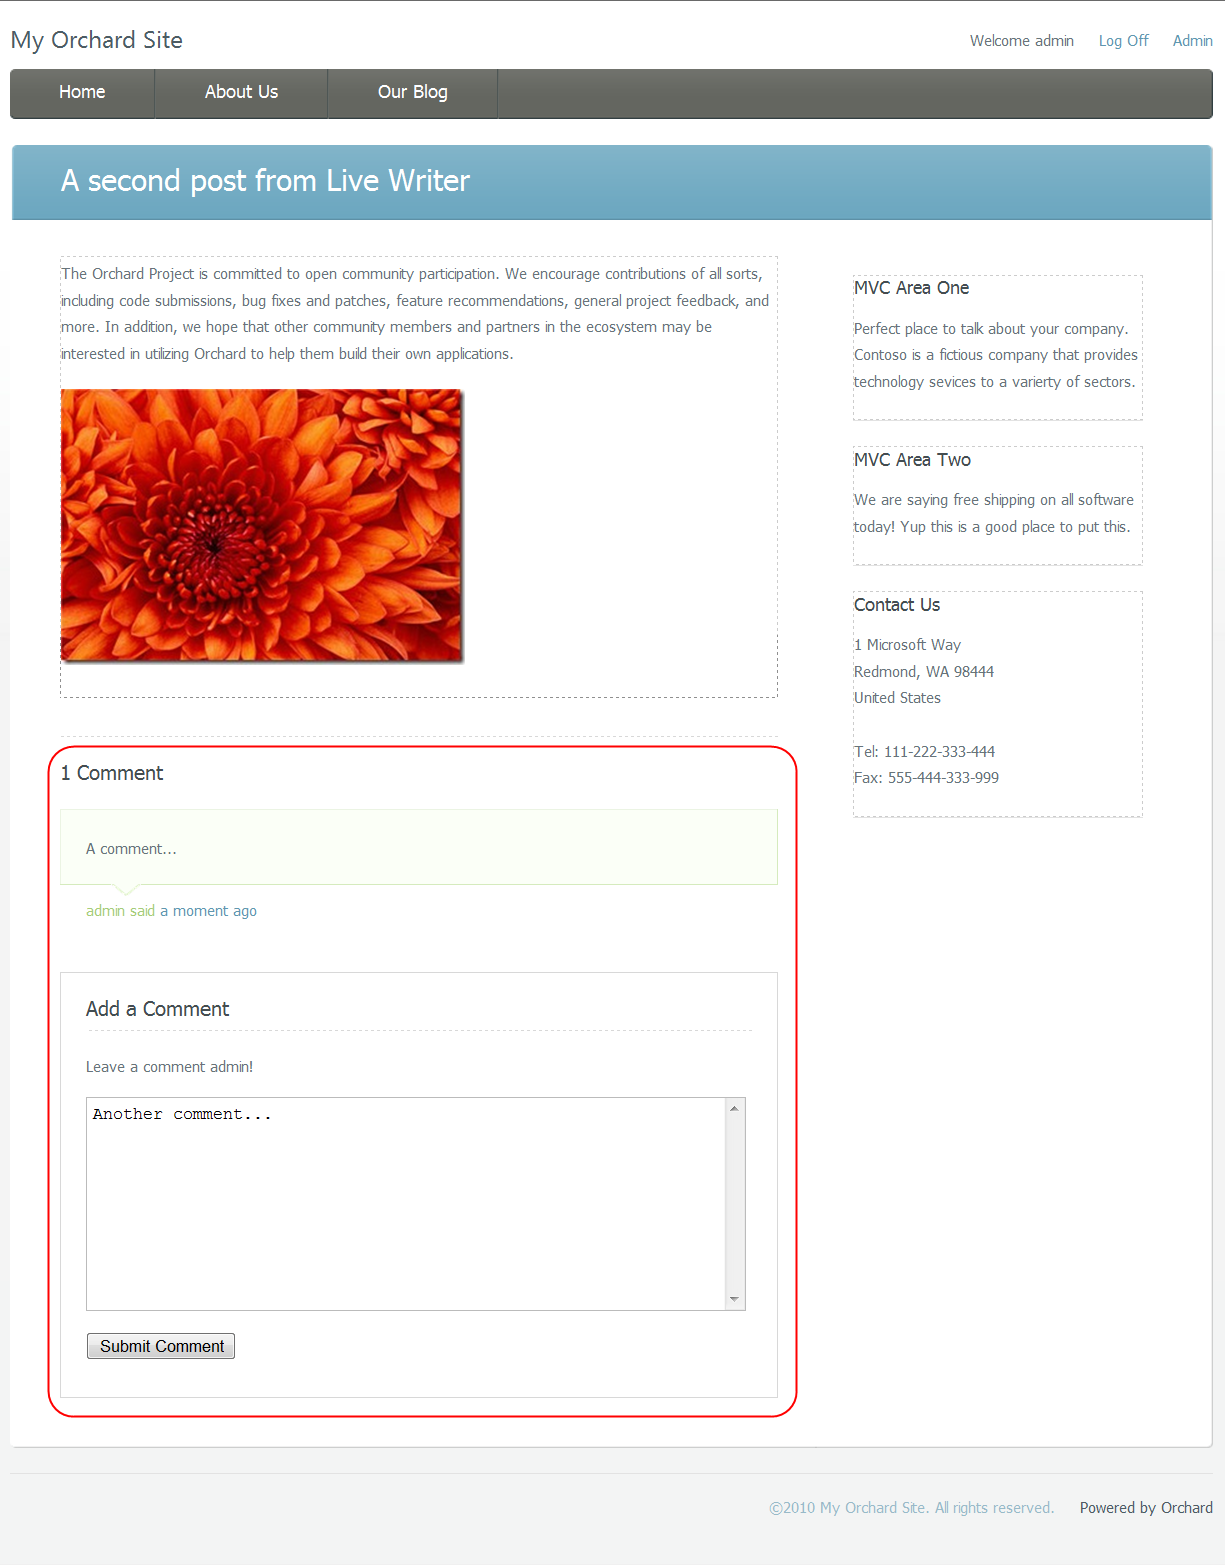 My Orchard Site
Welcome admin Log Off Admin
Home About Us Our Blog
A second post from Live Writer
The Orchard Project is committed to open community participation. We encourage contributions of all sorts,
including code submissions, bug fixes and patches, feature recommendations, general project feedback, and
more. In addition, we hope that other community members and partners in the ecosystem may be
interested in utilizing Orchard to help them build their own applications.
MVC Area One
Perfect place to talk about your company.
Contoso is a fictious company that provides
technology sevices to a varierty of sectors.
MVC Area Two
We are saying free shipping on all software
today! Yup this is a good place to put this.
Contact Us
1 Microsoft Way
Redmond, WA 98444
United States
Tel: 111-222-333-444
Fax: 555-444-333-999
1 Comment
A comment...
admin said a moment ago
Add a Comment
Leave a comment admin!
Another comment...
Submit Comment
©2010 My Orchard Site. All rights reserved. Powered by Orchard